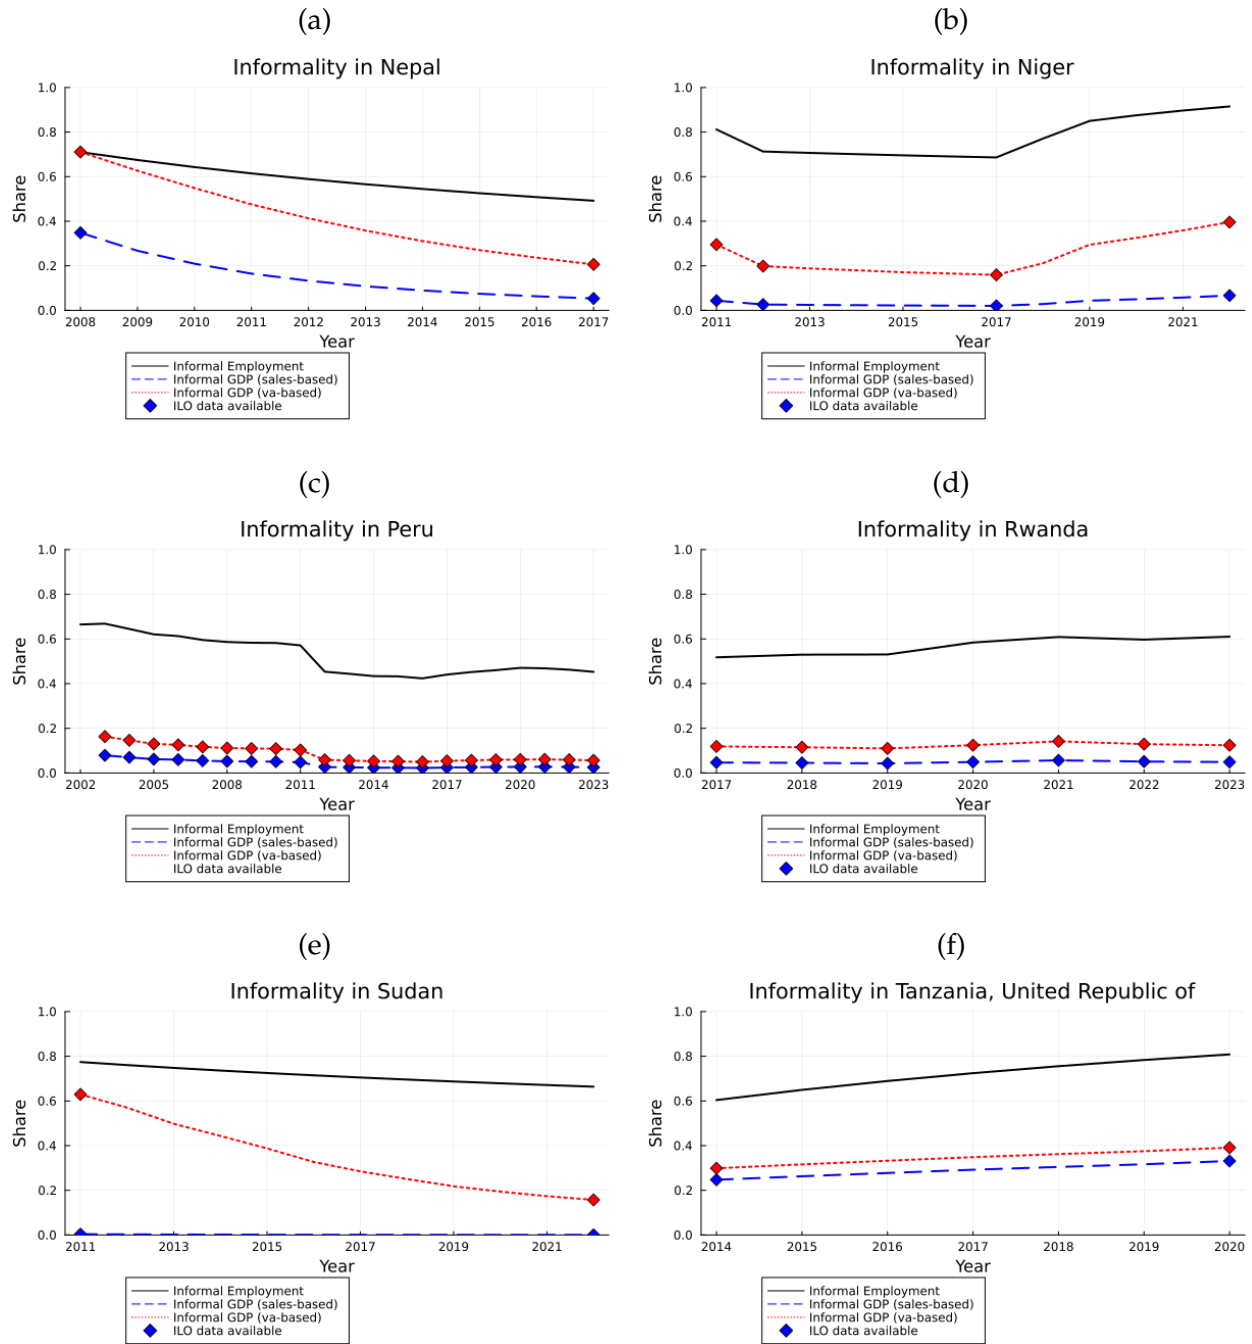 (a)
(b)
Informality in Nepal
Informality in Niger
1.0
0.8
0.6
0.4
0.2
0.0
Share
2008 2009 2010 2011 2012 2013 2014 2015 2016 2017
Year
Informal Employment
Informal GDP (sales-based)
Informal GDP (va-based)
ILO data available
1.0
0.8
0.6
0.4
0.2
0.0
Share
2011 2013 2015 2017 2019 2021
Year
Informal Employment
Informal GDP (sales-based)
Informal GDP (va-based)
ILO data available
(c)
(d)
Informality in Peru
Informality in Rwanda
1.0
0.8
0.6
0.4
0.2
0.0
Share
2002 2005 2008 2011 2014 2017 2020 2023
Year
Informal Employment
Informal GDP (sales-based)
Informal GDP (va-based)
ILO data available
1.0
0.8
0.6
0.4
0.2
0.0
Share
2017 2018 2019 2020 2021 2022 2023
Year
Informal Employment
Informal GDP (sales-based)
Informal GDP (va-based)
ILO data available
(e)
(f)
Informality in Sudan
Informality in Tanzania, United Republic of
1.0
0.8
0.6
0.4
0.2
0.0
Share
2011 2013 2015 2017 2019 2021
Year
Informal Employment
Informal GDP (sales-based)
Informal GDP (va-based)
ILO data available
1.0
0.8
0.6
0.4
0.2
0.0
Share
2014 2015 2016 2017 2018 2019 2020
Year
Informal Employment
Informal GDP (sales-based)
Informal GDP (va-based)
ILO data available